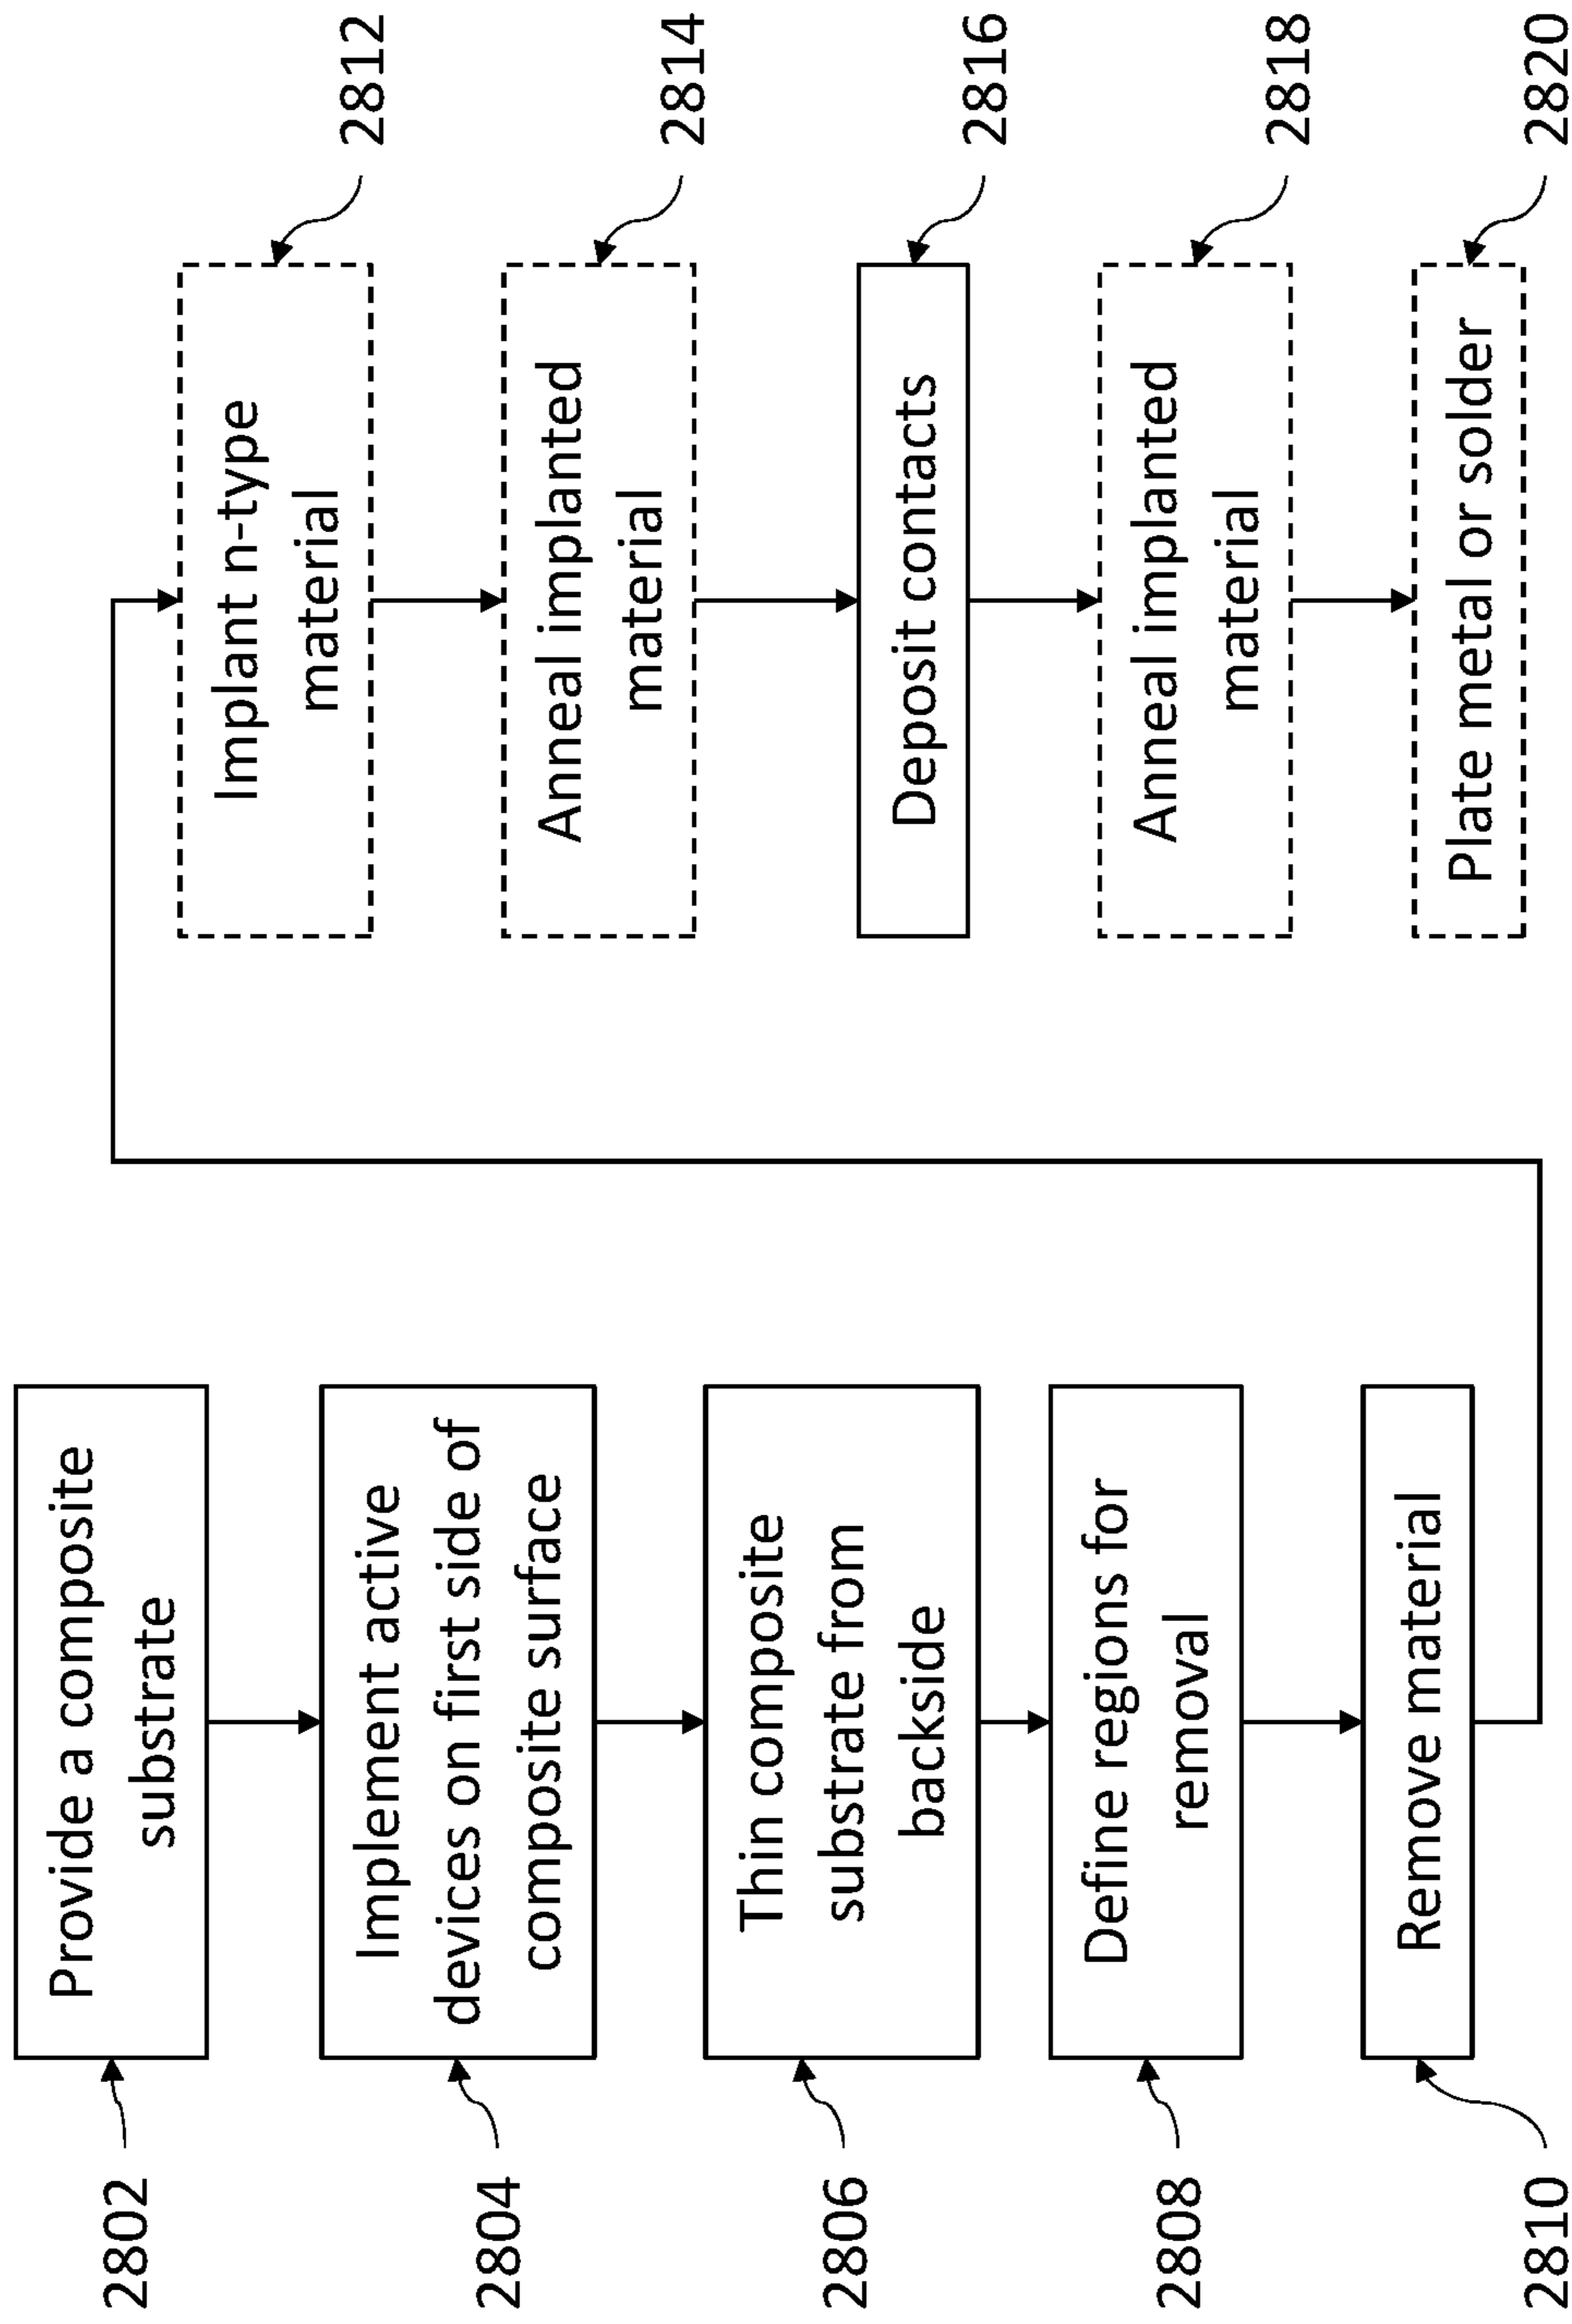 2802
Provide a composite
substrate
2804
Implement active
devices on first side of
composite surface
2806
Thin composite
substrate from
backside
2808
Define regions for
removal
2810
Remove material
Implant n-type
material
2812
Anneal implanted
material
2814
Deposit contacts
2816
Anneal implanted
material
2818
Plate metal or solder
2820